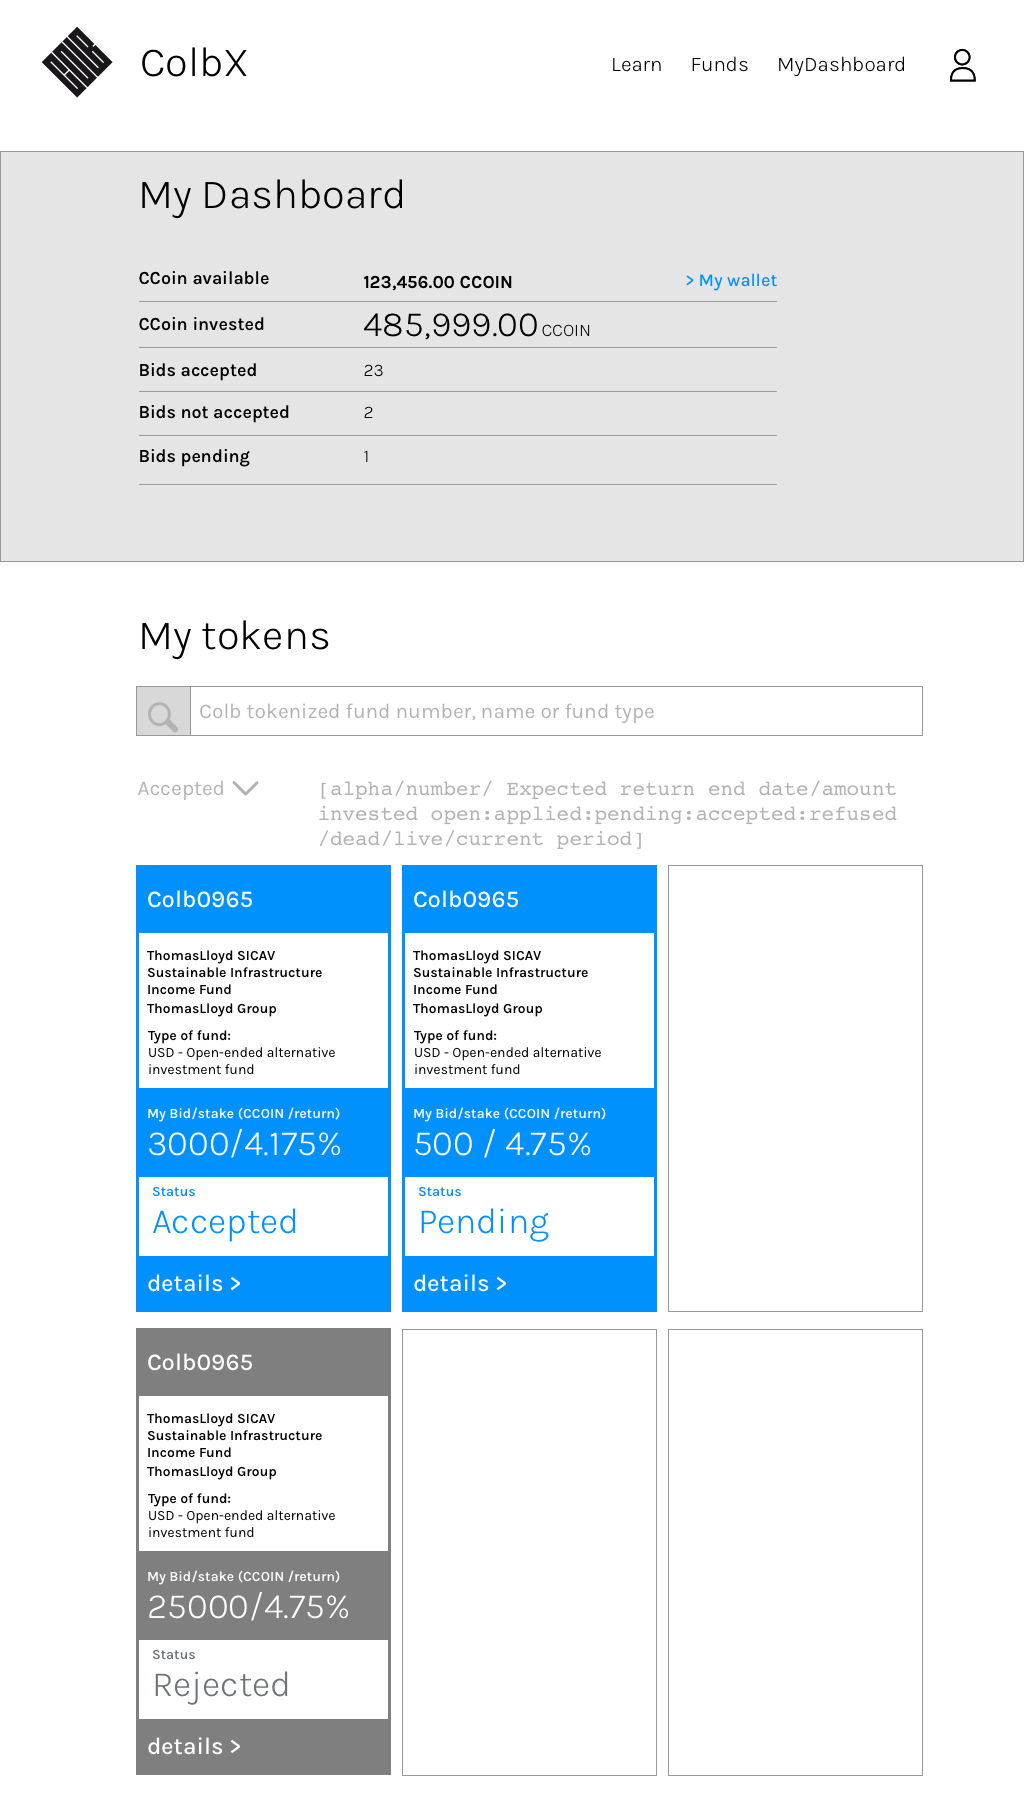 ColbX
Learn Funds MyDashboard
My Dashboard
CCoin available 123,456.00 CCOIN > My wallet
CCoin invested 485,999.00 CCOIN
Bids accepted 23
Bids not accepted 2
Bids pending 1
My tokens
Colb tokenized fund number, name or fund type
Accepted
[alpha/number/ Expected return end date/amount
invested open:applied:pending:accepted:refused
/dead/live/current period]
Colb0965
ThomasLloyd SICAV
Sustainable Infrastructure
Income Fund
ThomasLloyd Group
Type of fund:
USD - Open-ended alternative
investment fund
My Bid/stake (CCOIN /return)
3000/4.175%
Status
Accepted
details >
Colb0965
ThomasLloyd SICAV
Sustainable Infrastructure
Income Fund
ThomasLloyd Group
Type of fund:
USD - Open-ended alternative
investment fund
My Bid/stake (CCOIN /return)
500 / 4.75%
Status
Pending
details >
Colb0965
ThomasLloyd SICAV
Sustainable Infrastructure
Income Fund
ThomasLloyd Group
Type of fund:
USD - Open-ended alternative
investment fund
My Bid/stake (CCOIN /return)
25000/4.75%
Status
Rejected
details >